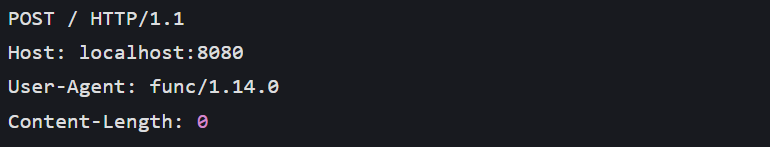 POST / HTTP/1.1
Host: localhost:8080
User-Agent: func/1.14.0
Content-Length: 0